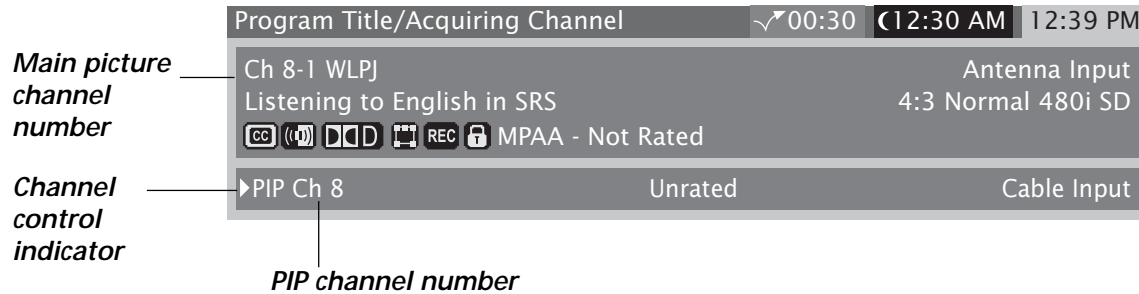 Program Title/Acquiring Channel 00:30 12:30 AM 12:39 PM
Main picture channel number
Ch 8-1 WLPJ Antenna Input
Listening to English in SRS 4:3 Normal 480i SD
CC REC MPAA - Not Rated
Channel control indicator
PIP Ch 8 Unrated Cable Input
PIP channel number